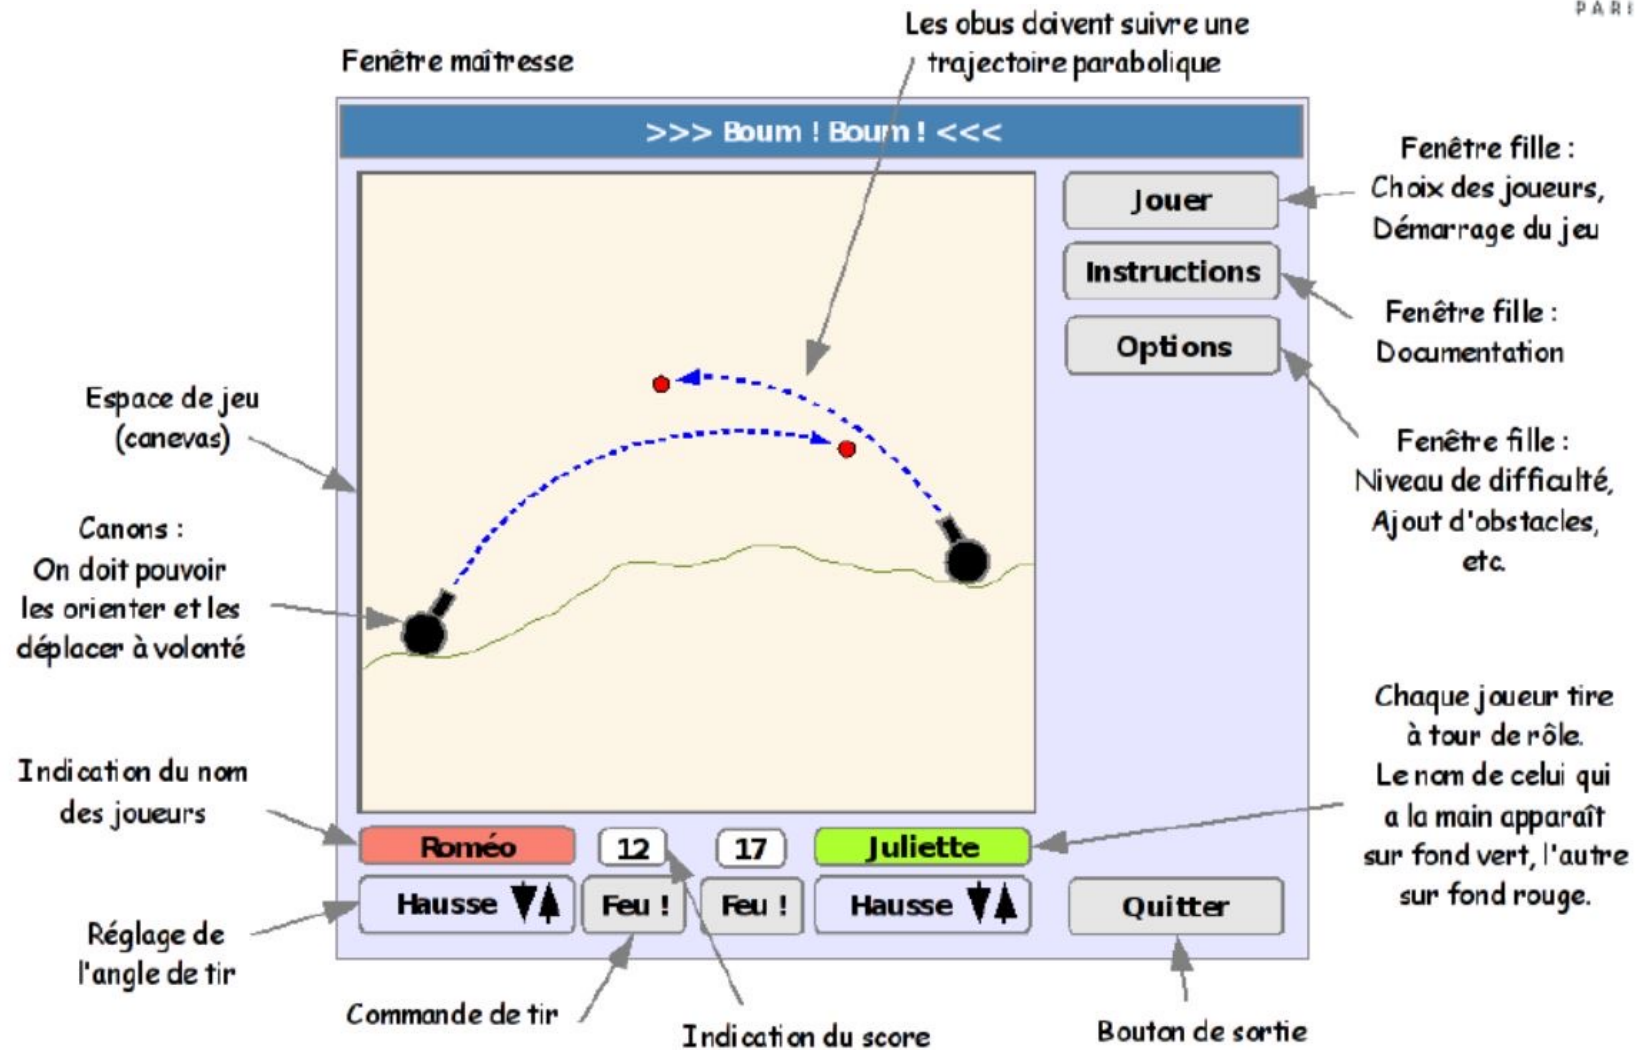 PARI
Les obus doivent suivre une
trajectoire parabolique
Fenêtre maîtresse
>>> Boum ! Boum ! <<<
Jouer
Instructions
Options
Fenêtre fille :
Choix des joueurs,
Démarrage du jeu
Fenêtre fille :
Documentation
Fenêtre fille :
Niveau de difficulté,
Ajout d'obstacles,
etc.
Espace de jeu
(canevas)
Canons :
On doit pouvoir
les orienter et les
déplacer à volonté
Chaque joueur tire
à tour de rôle.
Le nom de celui qui
a la main apparaît
sur fond vert, l'autre
sur fond rouge.
Indication du nom
des joueurs
Roméo 12 17 Juliette
Hausse Feu ! Feu ! Hausse Quitter
Réglage de
l'angle de tir
Commande de tir
Indication du score
Bouton de sortie